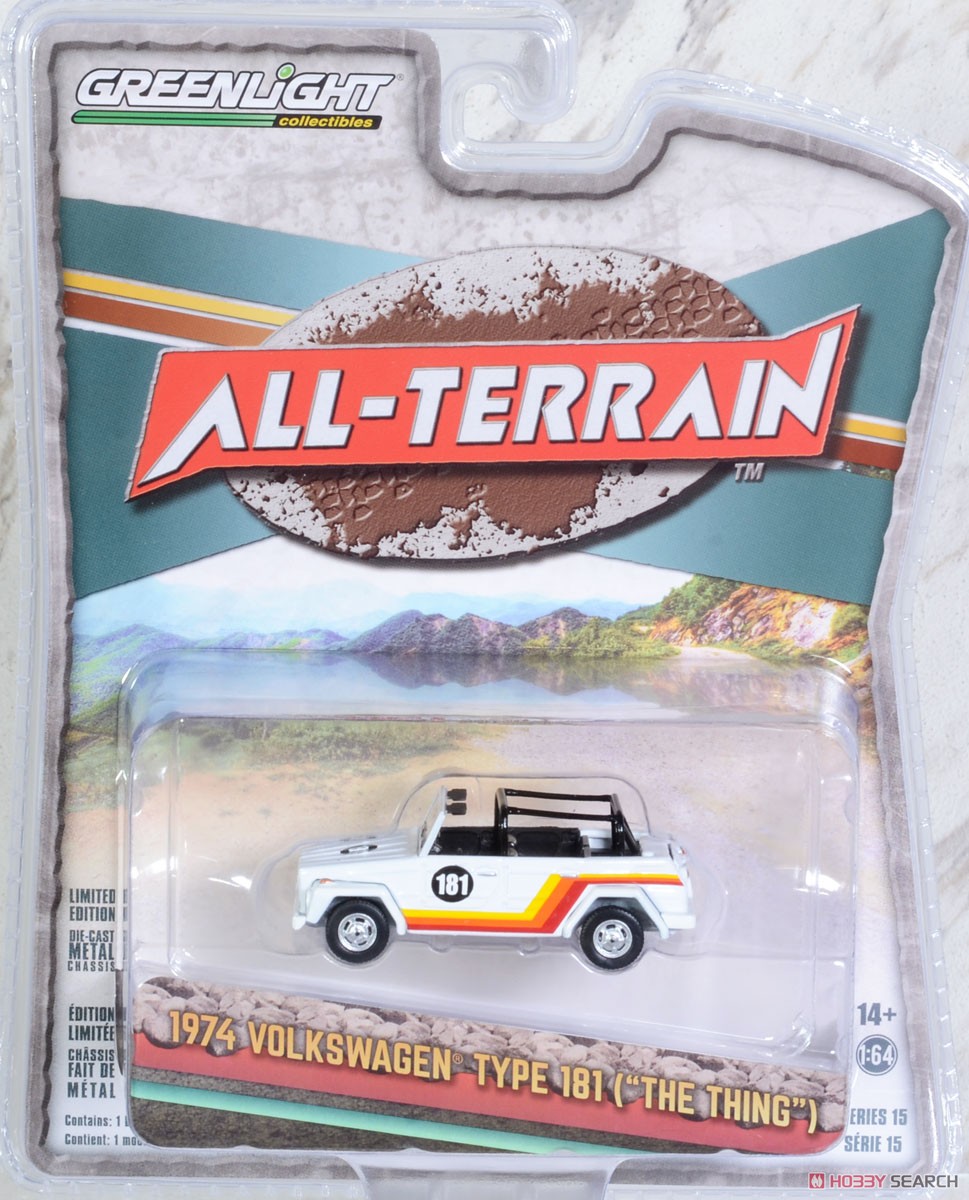 GREENLiGHT®
collectibles
ALL-TERRAIN
TM
181
LIMITED
EDITION
DIE-CAST
METAL
CHASSIS
ÉDITION
LIMITÉE
CHÂSSIS
FAIT DE
MÉTAL
Contains: 1
Contient: 1
1974 VOLKSWAGEN® TYPE 181 ("THE THING")
14+
1:64
SERIES 15
SÉRIE 15
HOBBY SEARCH